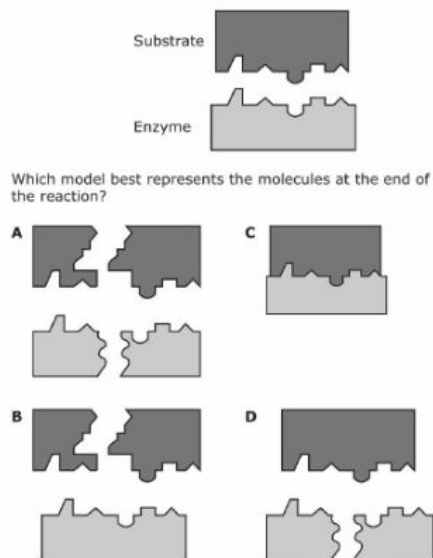 Substrate
Enzyme
Which model best represents the molecules at the end of
the reaction?
A
C
B
D